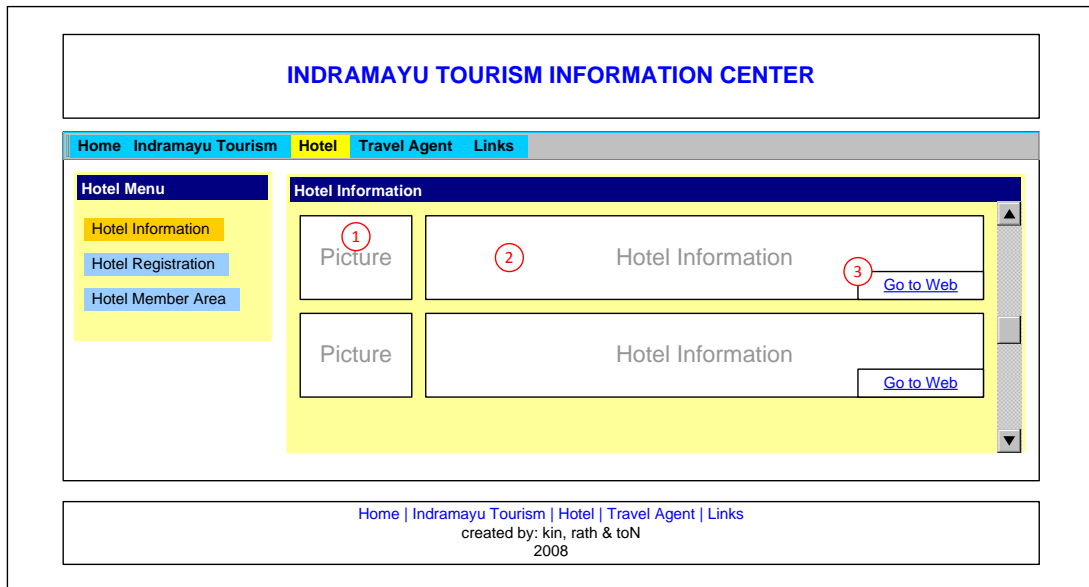 INDRAMAYU TOURISM INFORMATION CENTER
Home Indramayu Tourism Hotel Travel Agent Links
Hotel Menu
Hotel Information
Hotel Registration
Hotel Member Area
Hotel Information
1
Picture
2
Hotel Information
3
Go to Web
Picture
Hotel Information
Go to Web
Home | Indramayu Tourism | Hotel | Travel Agent | Links
created by: kin, rath & toN
2008